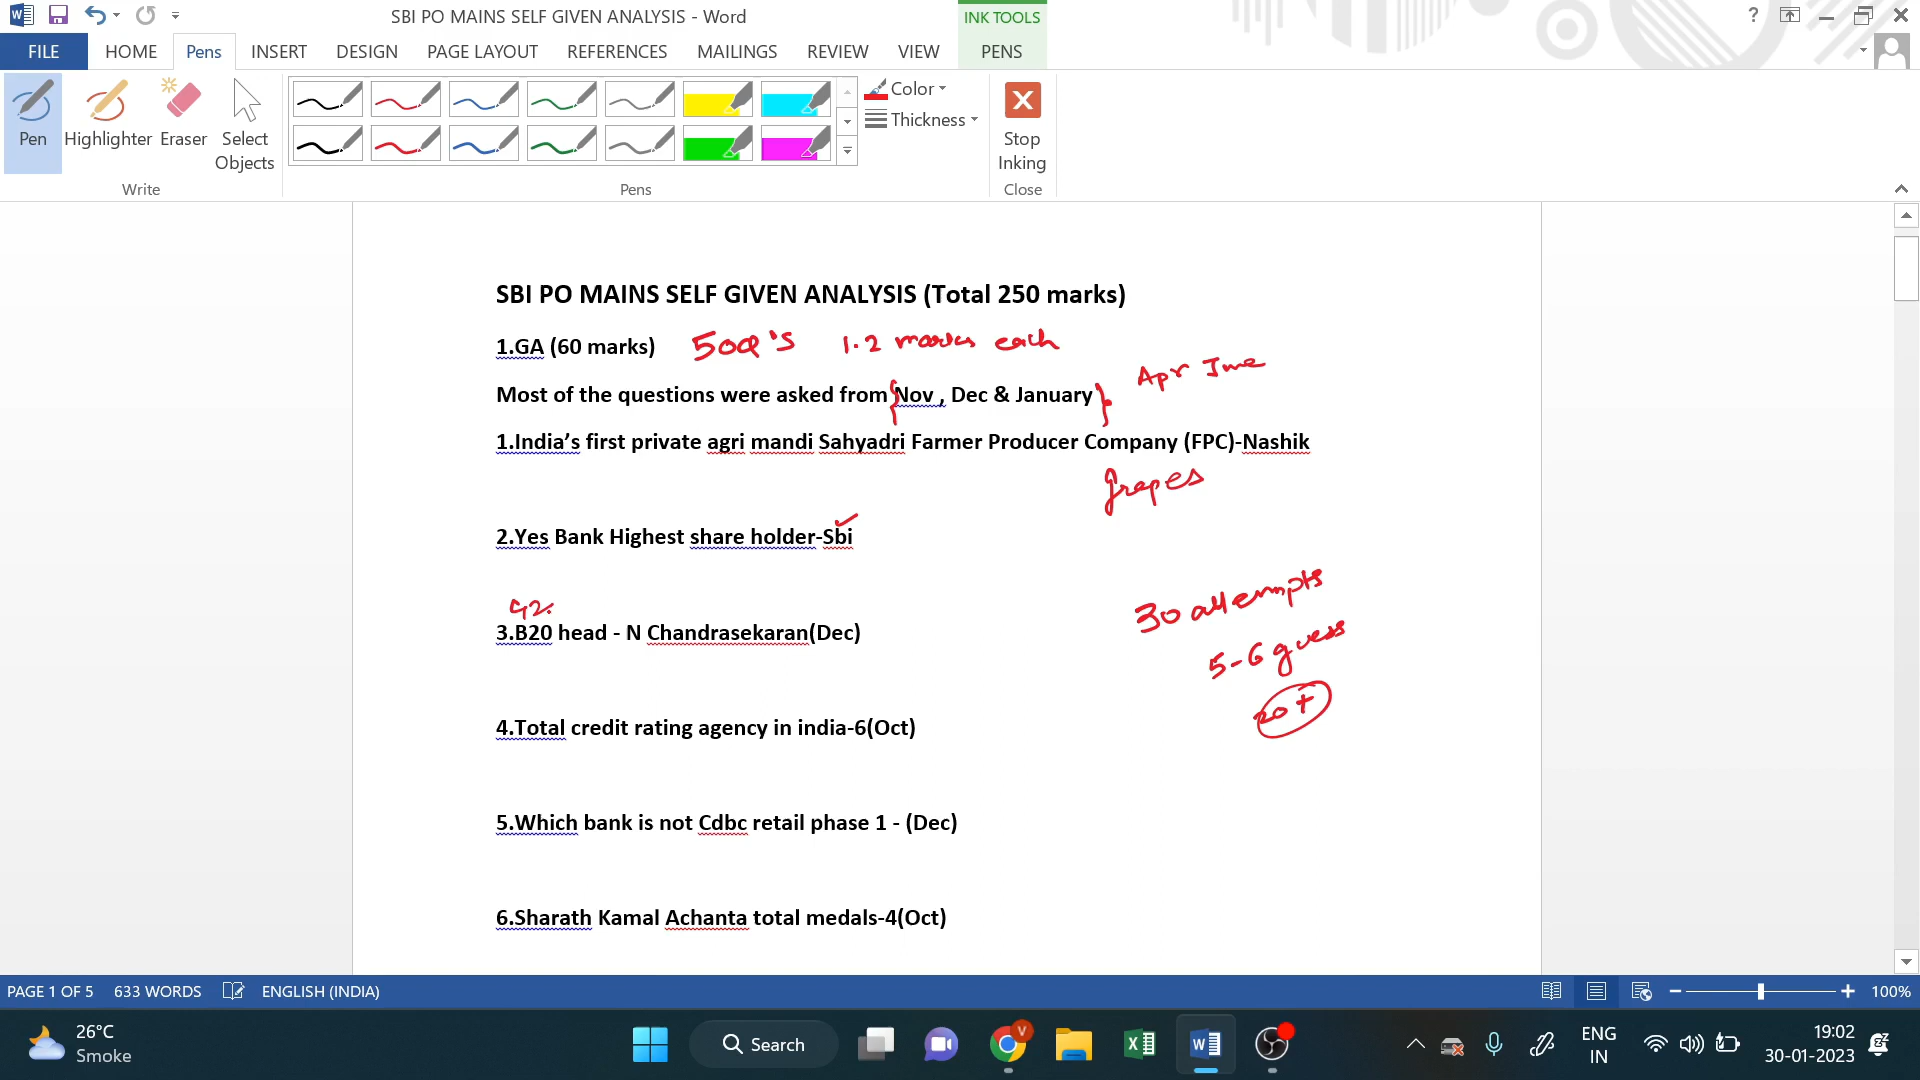 SBI PO MAINS SELF GIVEN ANALYSIS - Word
INK TOOLS
?
FILE HOME Pens INSERT DESIGN PAGE LAYOUT REFERENCES MAILINGS REVIEW VIEW PENS
Pen Highlighter Eraser Select Objects
Color
Thickness
Stop Inking
Write Pens Close
SBI PO MAINS SELF GIVEN ANALYSIS (Total 250 marks)
1.GA (60 marks) 50Q's 1.2 marks each
Most of the questions were asked from Nov , Dec & January Apr June
1.India's first private agri mandi Sahyadri Farmer Producer Company (FPC)-Nashik
grapes
2.Yes Bank Highest share holder-Sbi
30 attempts
3.B20 head - N Chandrasekaran(Dec)
5-6 guess
20+
4.Total credit rating agency in india-6(Oct)
5.Which bank is not Cdbc retail phase 1 - (Dec)
6.Sharath Kamal Achanta total medals-4(Oct)
PAGE 1 OF 5 633 WORDS ENGLISH (INDIA) 100%
26°C
Smoke
Search
V
ENG
IN
19:02
30-01-2023